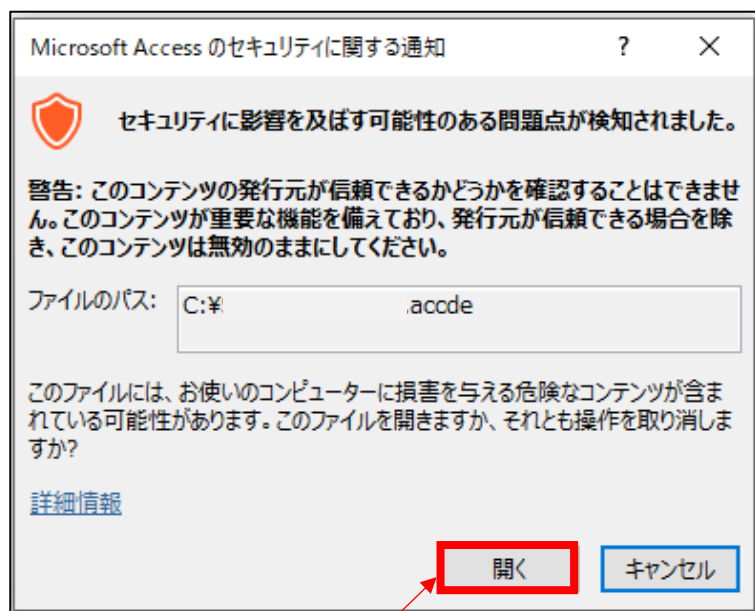 Microsoft Access のセキュリティに関する通知
? ×
セキュリティに影響を及ぼす可能性のある問題点が検知されました。
警告: このコンテンツの発行元が信頼できるかどうかを確認することはできませ
ん。このコンテンツが重要な機能を備えており、発行元が信頼できる場合を除
き、このコンテンツは無効のままにしてください。
ファイルのパス: C:¥ .accde
このファイルには、お使いのコンピューターに損害を与える危険なコンテンツが含ま
れている可能性があります。このファイルを開きますか、それとも操作を取り消しま
すか?
詳細情報
開く キャンセル